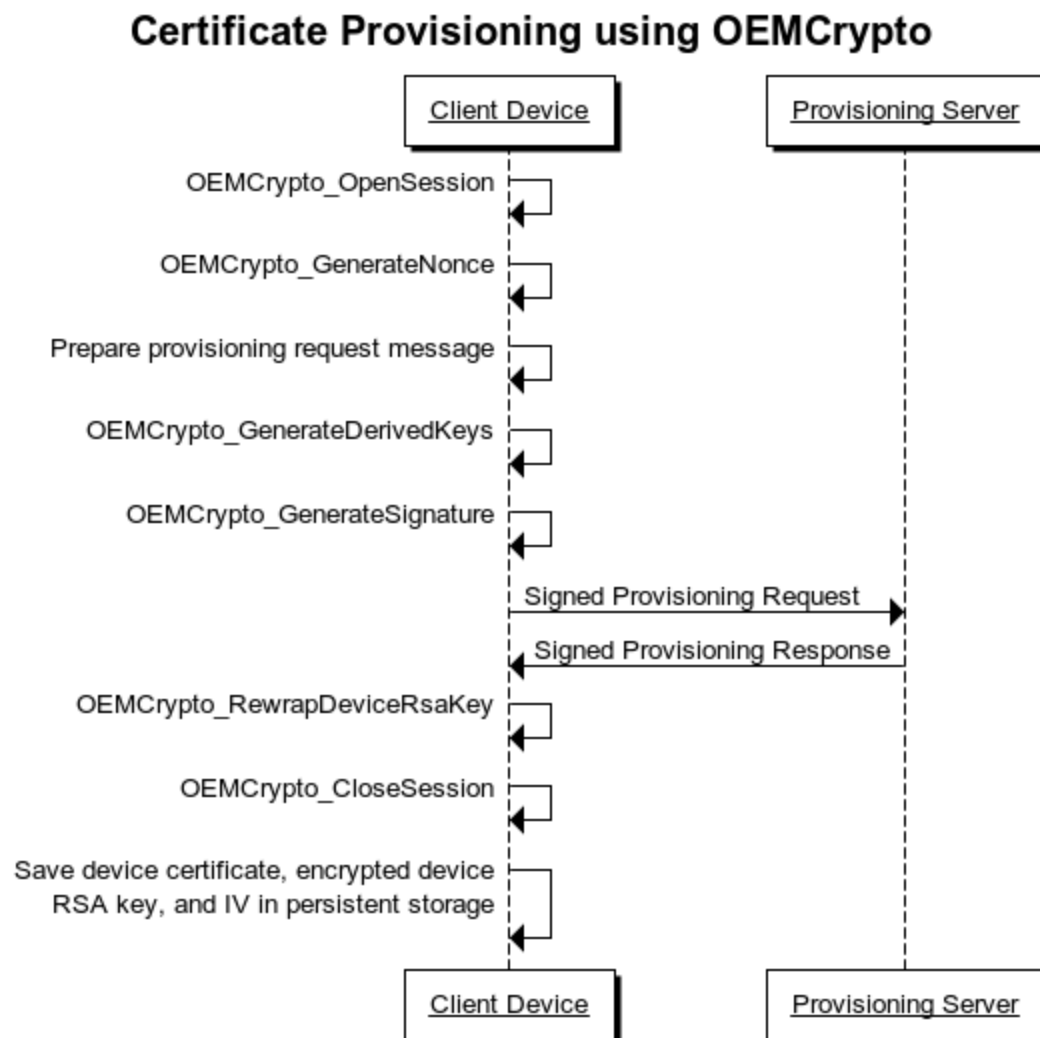 Certificate Provisioning using OEMCrypto
Client Device
Provisioning Server
OEMCrypto_OpenSession
OEMCrypto_GenerateNonce
Prepare provisioning request message
OEMCrypto_GenerateDerivedKeys
OEMCrypto_GenerateSignature
Signed Provisioning Request
Signed Provisioning Response
OEMCrypto_RewrapDeviceRsaKey
OEMCrypto_CloseSession
Save device certificate, encrypted device
RSA key, and IV in persistent storage
Client Device
Provisioning Server